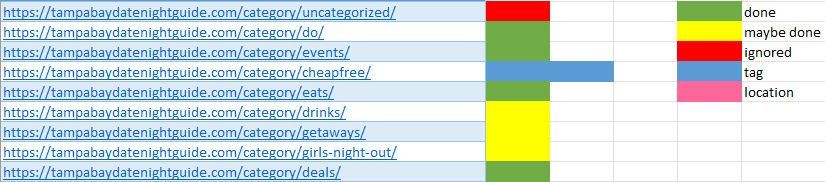 https://tampabaydatenightguide.com/category/uncategorized/ done
https://tampabaydatenightguide.com/category/do/ maybe done
https://tampabaydatenightguide.com/category/events/ ignored
https://tampabaydatenightguide.com/category/cheapfree/ tag
https://tampabaydatenightguide.com/category/eats/ location
https://tampabaydatenightguide.com/category/drinks/
https://tampabaydatenightguide.com/category/getaways/
https://tampabaydatenightguide.com/category/girls-night-out/
https://tampabaydatenightguide.com/category/deals/